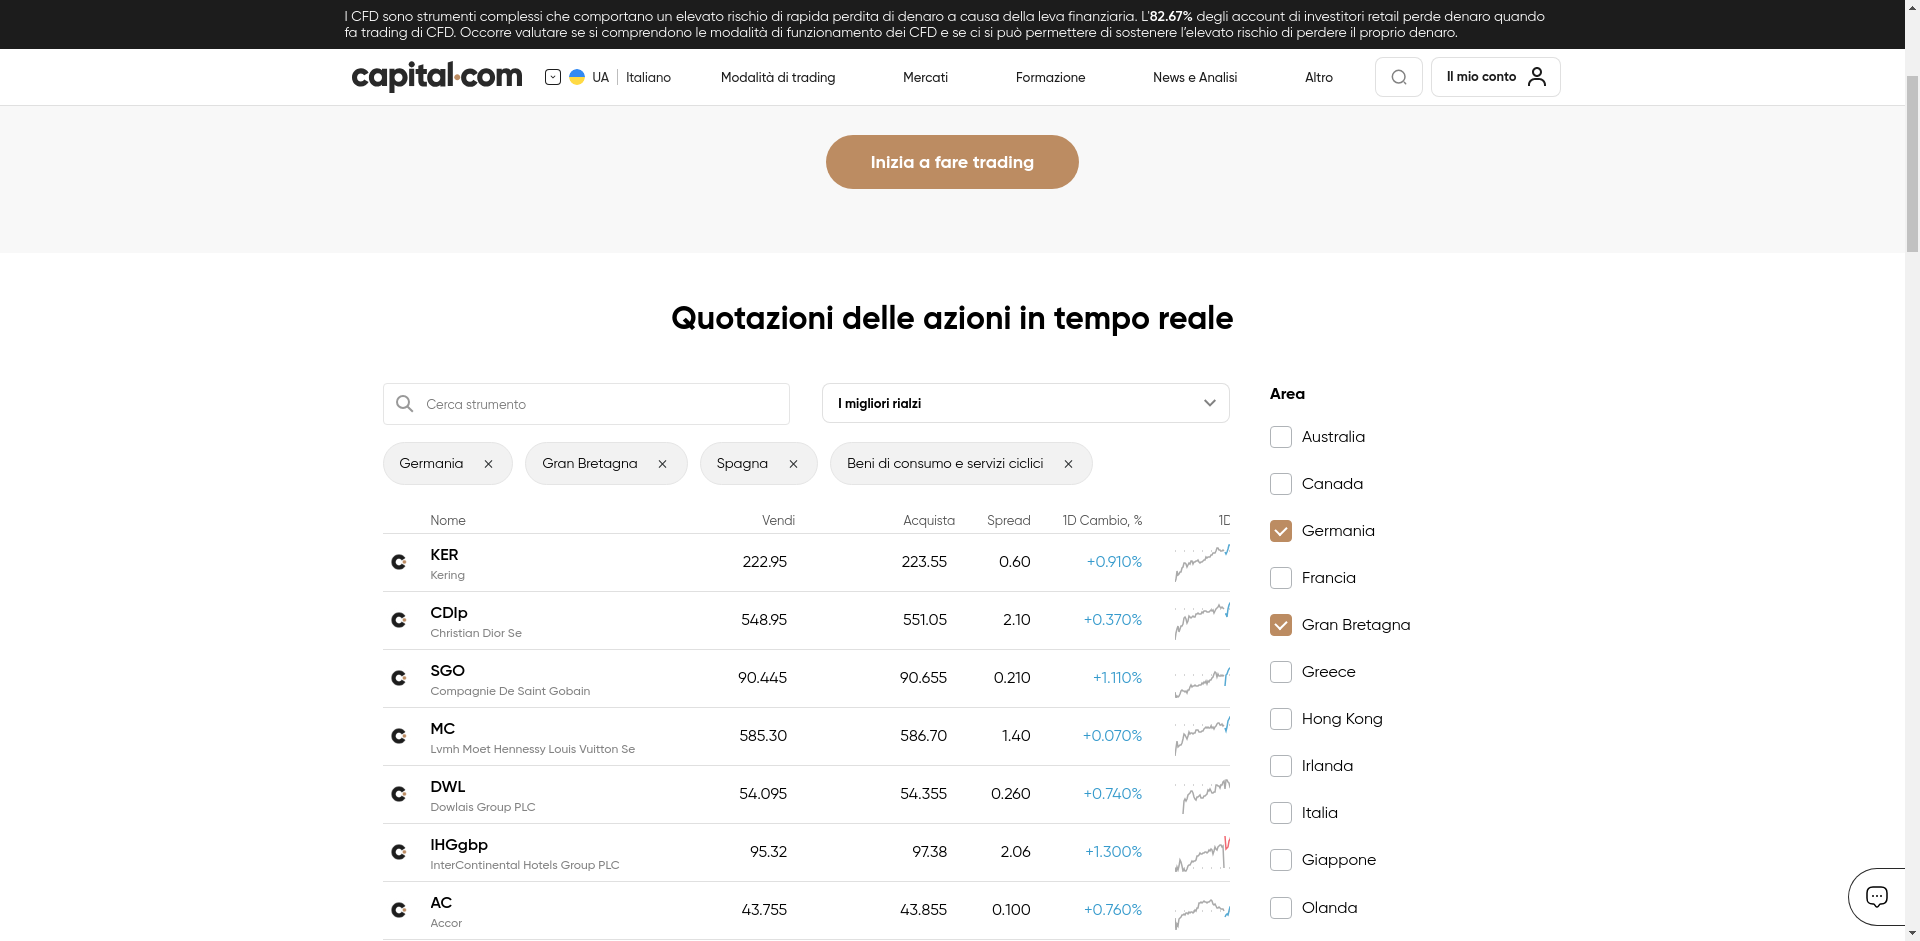 I CFD sono strumenti complessi che comportano un elevato rischio di rapida perdita di denaro a causa della leva finanziaria. L'82.67% degli account di investitori retail perde denaro quando
fa trading di CFD. Occorre valutare se si comprendono le modalità di funzionamento dei CFD e se ci si può permettere di sostenere l'elevato rischio di perdere il proprio denaro.
capital.com UA Italiano Modalità di trading Mercati Formazione News e Analisi Altro Il mio conto
Inizia a fare trading
Quotazioni delle azioni in tempo reale
Cerca strumento
I migliori rialzi
Germania
Gran Bretagna
Spagna
Beni di consumo e servizi ciclici
Nome Vendi Acquista Spread 1D Cambio, % 1D
KER 222.95 223.55 0.60 +0.910%
Kering
CDIp 548.95 551.05 2.10 +0.370%
Christian Dior Se
SGO 90.445 90.655 0.210 +1.110%
Compagnie De Saint Gobain
MC 585.30 586.70 1.40 +0.070%
Lvmh Moet Hennessy Louis Vuitton Se
DWL 54.095 54.355 0.260 +0.740%
Dowlais Group PLC
IHGgbp 95.32 97.38 2.06 +1.300%
InterContinental Hotels Group PLC
AC 43.755 43.855 0.100 +0.760%
Accor
Area
Australia
Canada
Germania
Francia
Gran Bretagna
Greece
Hong Kong
Irlanda
Italia
Giappone
Olanda